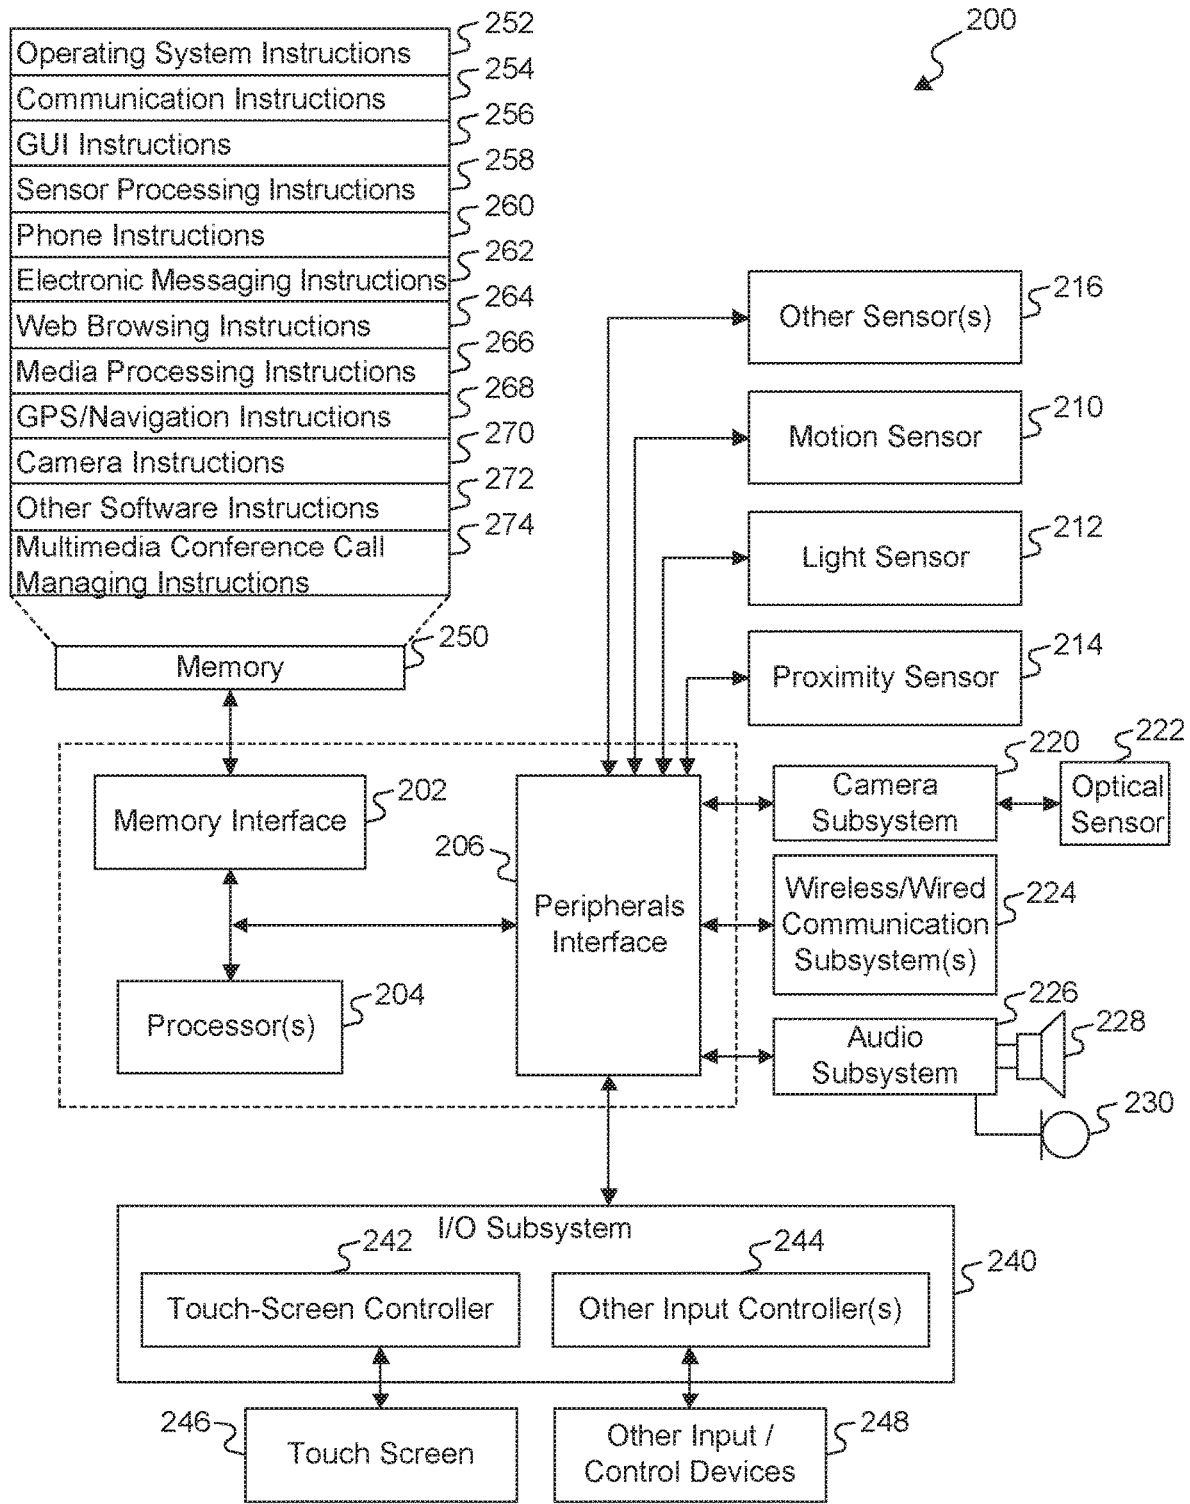 200
252
Operating System Instructions
254
Communication Instructions
256
GUI Instructions
258
Sensor Processing Instructions
260
Phone Instructions
262
Electronic Messaging Instructions
264
Web Browsing Instructions
266
Media Processing Instructions
268
GPS/Navigation Instructions
270
Camera Instructions
272
Other Software Instructions
274
Multimedia Conference Call
Managing Instructions
250
Memory
216
Other Sensor(s)
210
Motion Sensor
212
Light Sensor
214
Proximity Sensor
202
Memory Interface
204
Processor(s)
206
Peripherals
Interface
220
Camera
Subsystem
222
Optical
Sensor
224
Wireless/Wired
Communication
Subsystem(s)
226
Audio
Subsystem
228
230
I/O Subsystem
240
242
Touch-Screen Controller
244
Other Input Controller(s)
246
Touch Screen
248
Other Input /
Control Devices